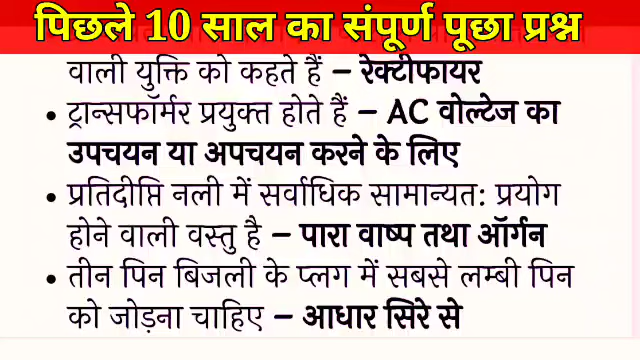 पिछले 10 साल का संपूर्ण पूछा प्रश्न
वाली युक्ति को कहते हैं – रेक्टीफायर
• ट्रान्सफॉर्मर प्रयुक्त होते हैं – AC वोल्टेज का
उपचयन या अपचयन करने के लिए
• प्रतिदीप्ति नली में सर्वाधिक सामान्यत: प्रयोग
होने वाली वस्तु है – पारा वाष्प तथा ऑर्गन
• तीन पिन बिजली के प्लग में सबसे लम्बी पिन
को जोड़ना चाहिए – आधार सिरे से